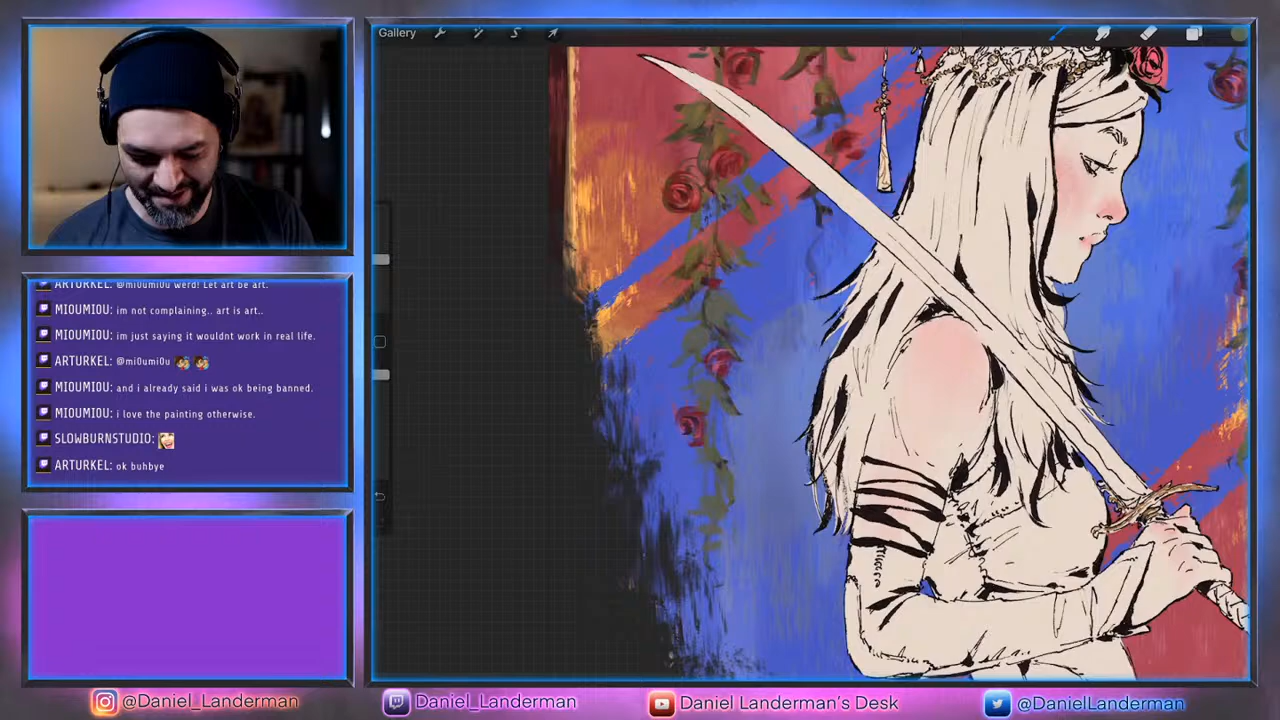 Gallery
ARTURKEL: @mi0umi0u werd! Let art be art.
MIOUMIOU: im not complaining.. art is art..
MIOUMIOU: im just saying it wouldnt work in real life.
ARTURKEL: @mi0umi0u
MIOUMIOU: and i already said i was ok being banned.
MIOUMIOU: i love the painting otherwise.
SLOWBURNSTUDIO:
ARTURKEL: ok buhbye
@Daniel_Landerman
Daniel_Landerman
Daniel Landerman's Desk
@DanielLanderman